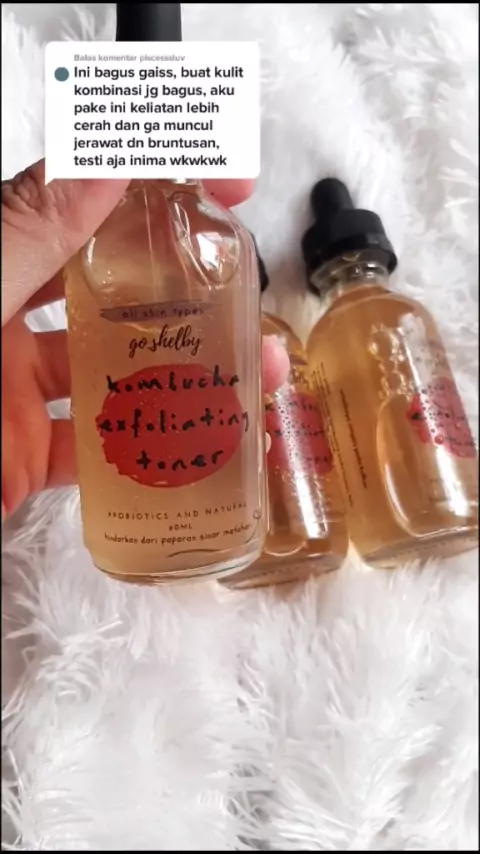 Balas komentar
Ini bagus gaiss, buat kulit
kombinasi jg bagus, aku
pake ini keliatan lebih
cerah dan ga muncul
jerawat dn bruntusan,
testi aja inima wkwkwk
all skin types
go shelby
kombucha
exfoliating
toner
PROBIOTICS AND NATURAL
60ML
hindarkan dari paparan sinar matahari